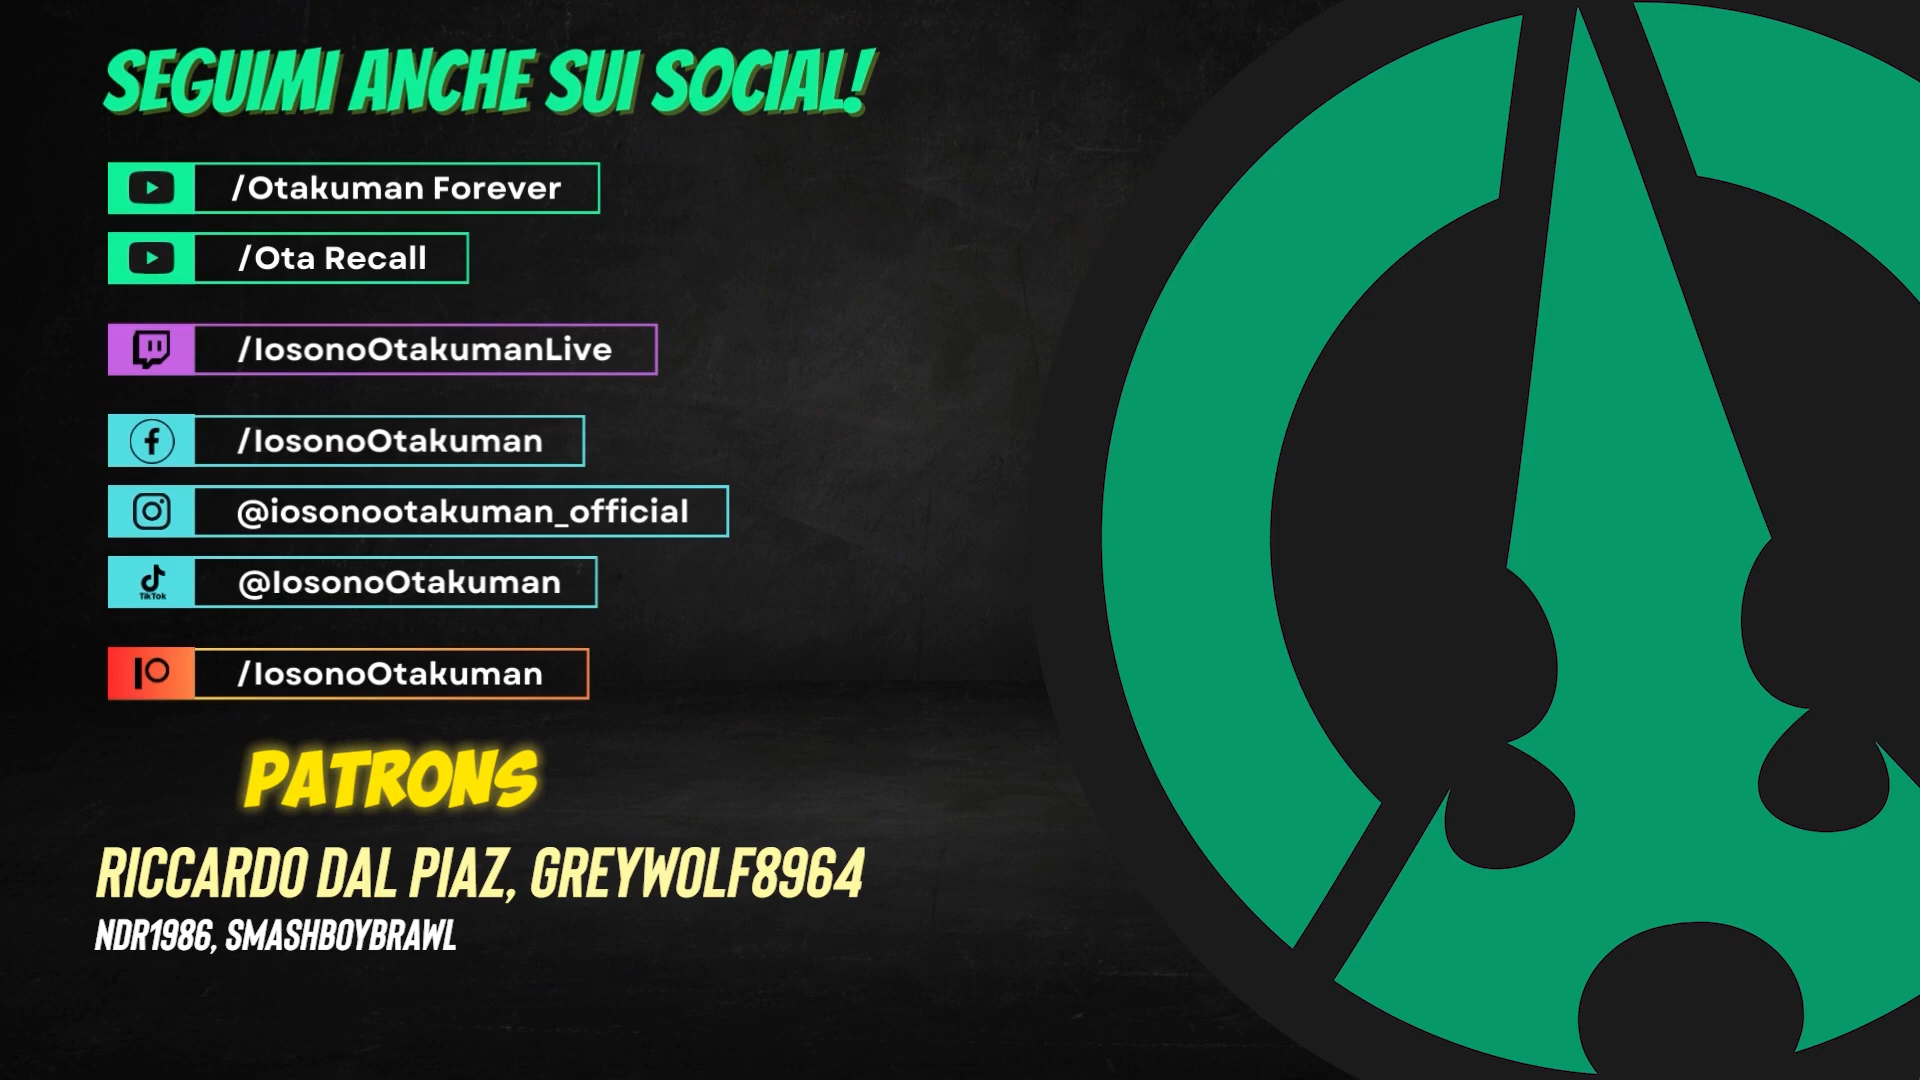 SEGUIMI ANCHE SUI SOCIAL!
/Otakuman Forever
/Ota Recall
/IosonoOtakumanLive
/IosonoOtakuman
@iosonootakuman_official
TikTok
@IosonoOtakuman
/IosonoOtakuman
PATRONS
RICCARDO DAL PIAZ, GREYWOLF8964
NDR1986, SMASHBOYBRAWL